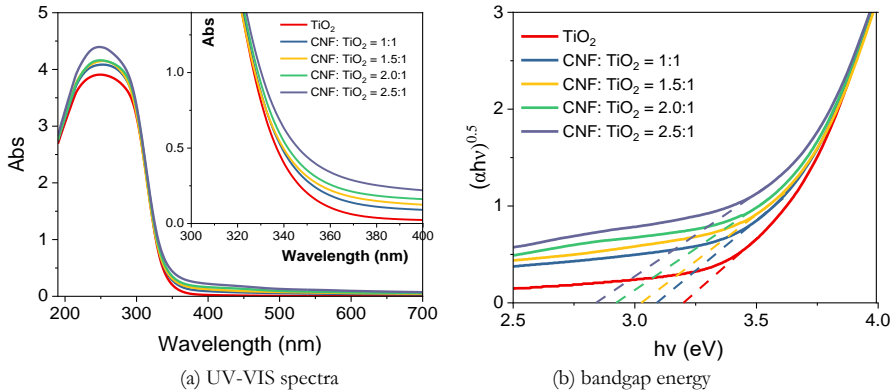 Abs
5
4
3
2
1
0
200
300
400
500
600
700
Wavelength (nm)
Abs
1.0
0.5
0.0
300
320
340
360
380
400
Wavelength (nm)
TiO₂
CNF: TiO₂ = 1:1
CNF: TiO₂ = 1.5:1
CNF: TiO₂ = 2.0:1
CNF: TiO₂ = 2.5:1
(a) UV-VIS spectra
(αhν)^0.5
3
2
1
0
2.5
3.0
3.5
4.0
hν (eV)
TiO₂
CNF: TiO₂ = 1:1
CNF: TiO₂ = 1.5:1
CNF: TiO₂ = 2.0:1
CNF: TiO₂ = 2.5:1
(b) bandgap energy